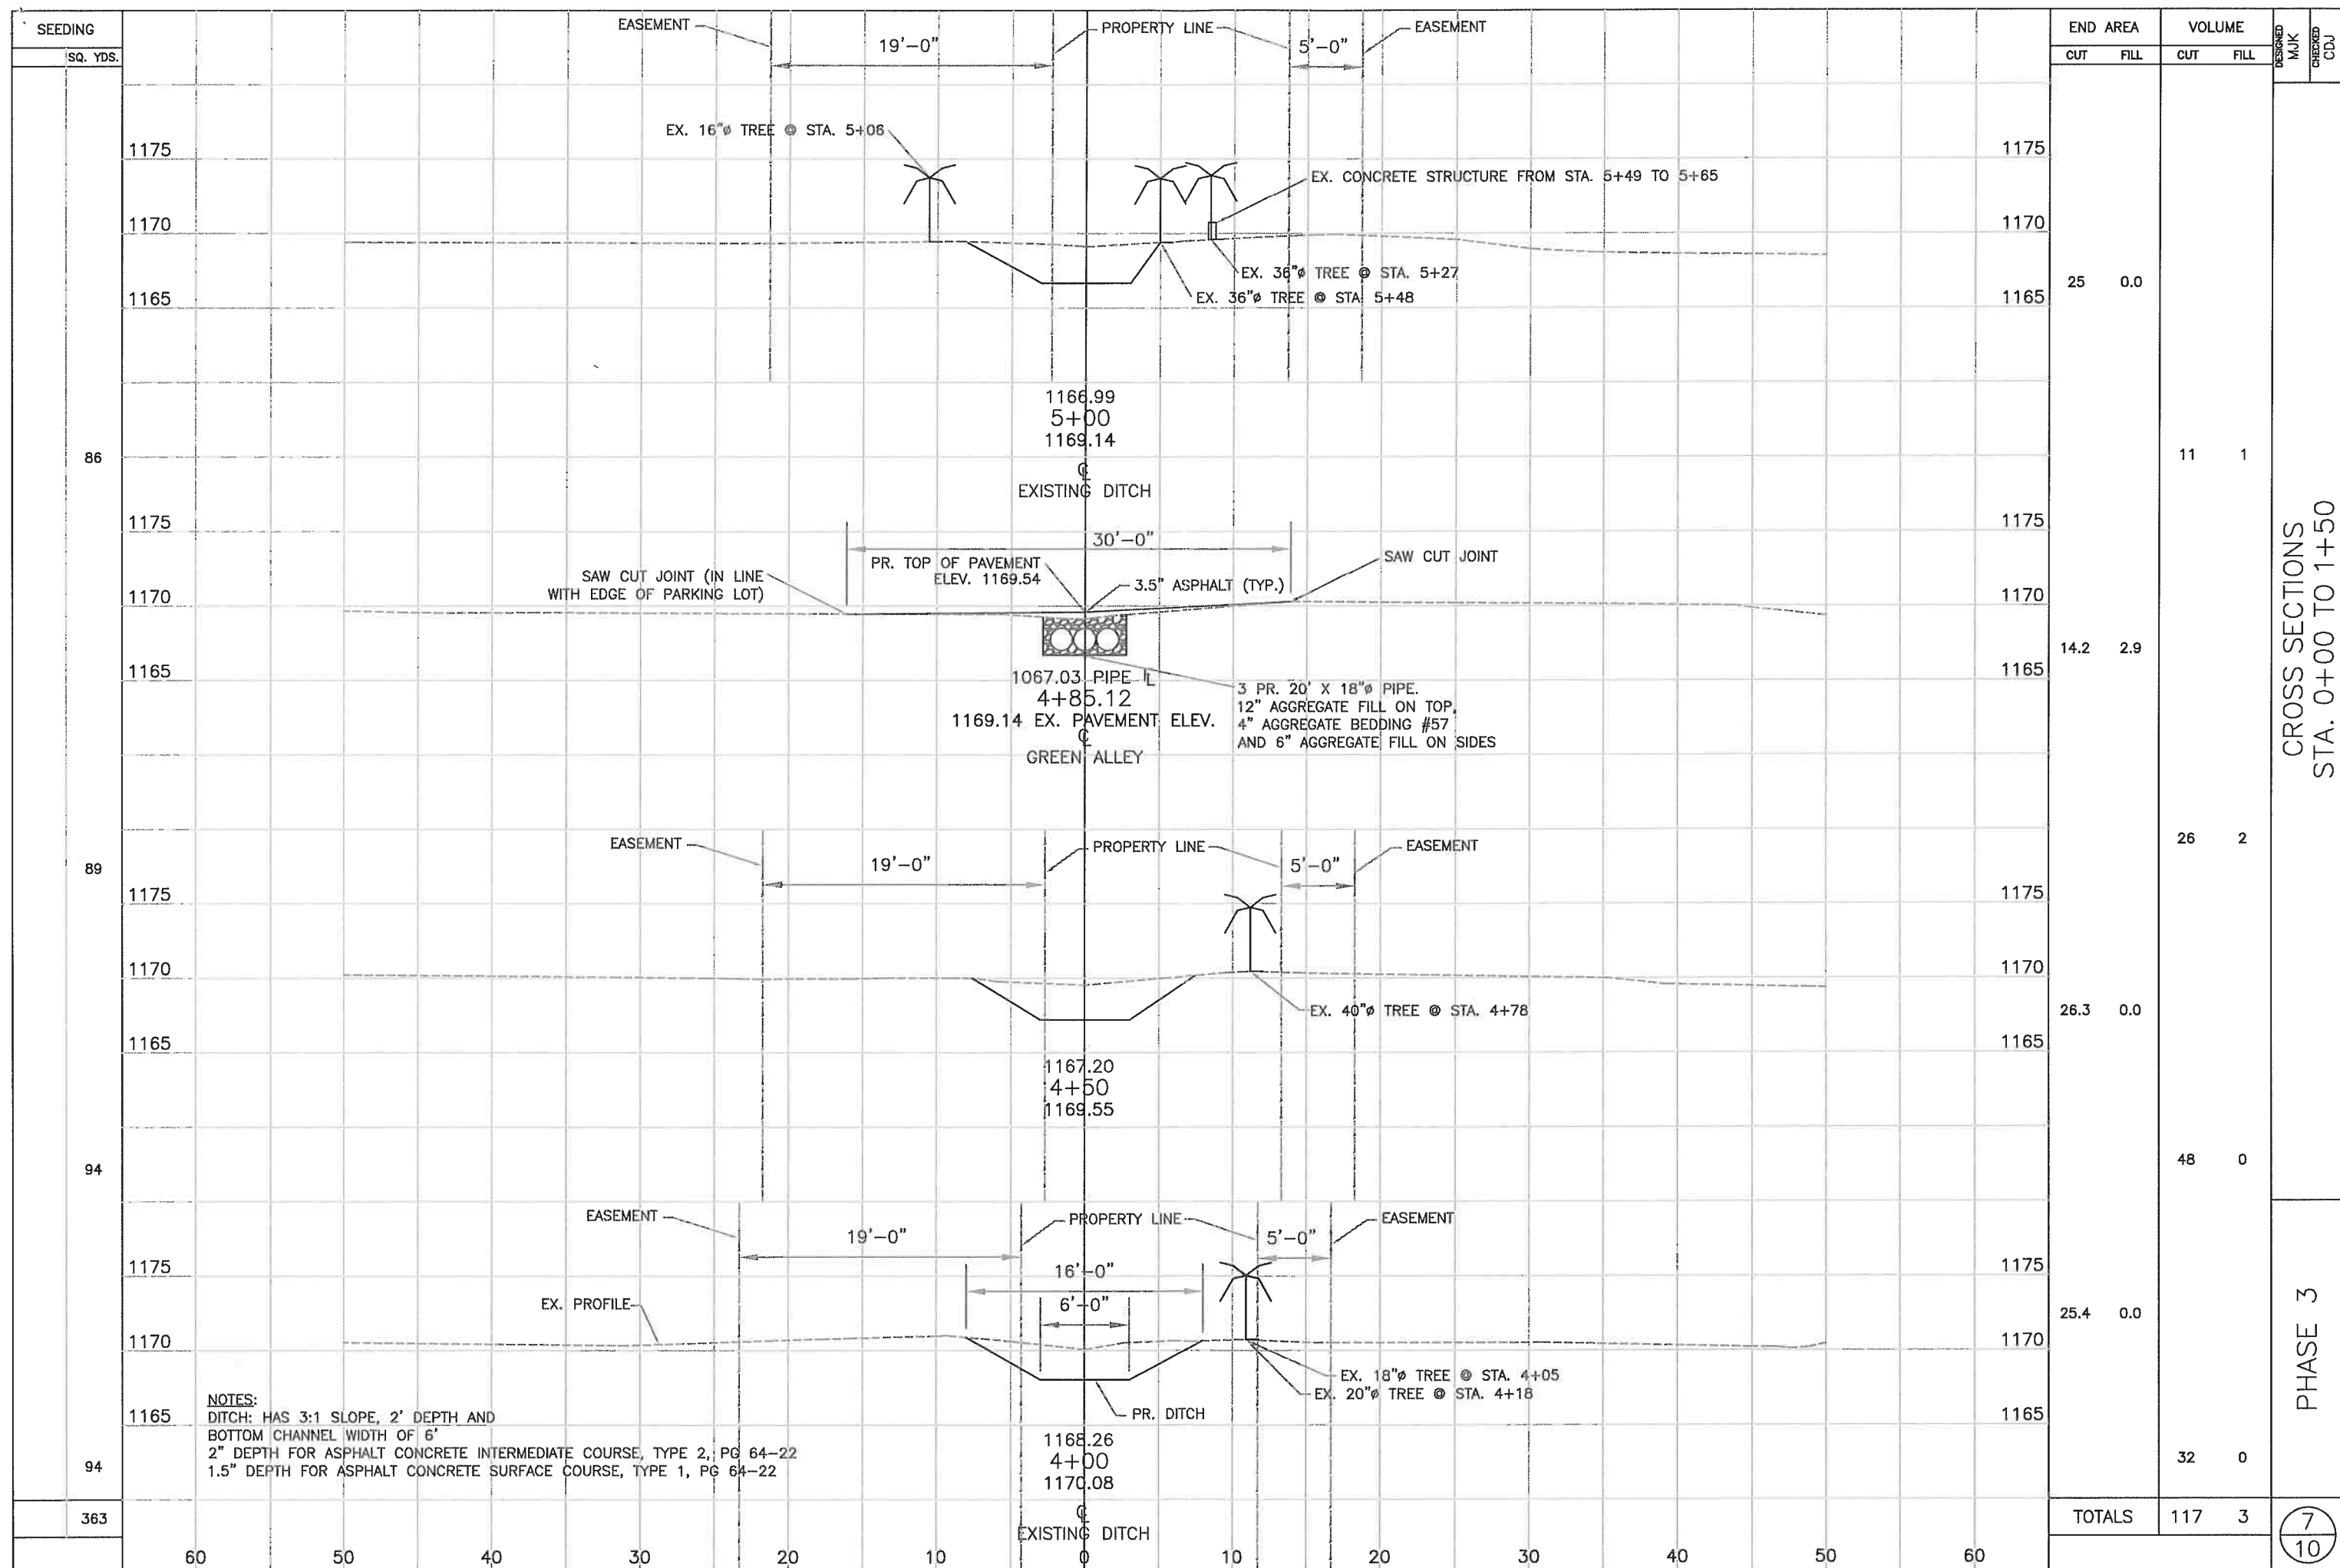 SEEDING
SQ. YDS.
86
89
94
94
363
EASEMENT
19'-0"
PROPERTY LINE
5'-0"
EASEMENT
EX. 16"ø TREE @ STA. 5+06
EX. CONCRETE STRUCTURE FROM STA. 5+49 TO 5+65
EX. 36"ø TREE @ STA. 5+27
EX. 36"ø TREE @ STA. 5+48
1175
1170
1165
1175
1170
1165
1166.99
5+00
1169.14
℄
EXISTING DITCH
30'-0"
PR. TOP OF PAVEMENT
ELEV. 1169.54
3.5" ASPHALT (TYP.)
SAW CUT JOINT
SAW CUT JOINT (IN LINE
WITH EDGE OF PARKING LOT)
1175
1170
1165
1175
1170
1165
1067.03 PIPE
4+85.12
1169.14 EX. PAVEMENT ELEV.
℄
GREEN ALLEY
3 PR. 20' X 18"ø PIPE.
12" AGGREGATE FILL ON TOP,
4" AGGREGATE BEDDING #57
AND 6" AGGREGATE FILL ON SIDES
EASEMENT
19'-0"
PROPERTY LINE
5'-0"
EASEMENT
EX. 40"ø TREE @ STA. 4+78
1175
1170
1165
1175
1170
1165
1167.20
4+50
1169.55
EASEMENT
19'-0"
PROPERTY LINE
5'-0"
EASEMENT
16'-0"
6'-0"
EX. PROFILE
EX. 18"ø TREE @ STA. 4+05
EX. 20"ø TREE @ STA. 4+18
PR. DITCH
1175
1170
1165
1175
1170
1165
NOTES:
DITCH: HAS 3:1 SLOPE, 2' DEPTH AND
BOTTOM CHANNEL WIDTH OF 6'
2" DEPTH FOR ASPHALT CONCRETE INTERMEDIATE COURSE, TYPE 2, PG 64-22
1.5" DEPTH FOR ASPHALT CONCRETE SURFACE COURSE, TYPE 1, PG 64-22
1168.26
4+00
1170.08
℄
EXISTING DITCH
60 50 40 30 20 10 0 10 20 30 40 50 60
END AREA VOLUME
CUT FILL CUT FILL
25 0.0
11 1
14.2 2.9
26 2
26.3 0.0
48 0
25.4 0.0
32 0
TOTALS 117 3
DESIGNED
MJK
CHECKED
CDJ
CROSS SECTIONS
STA. 0+00 TO 1+50
PHASE 3
7
10